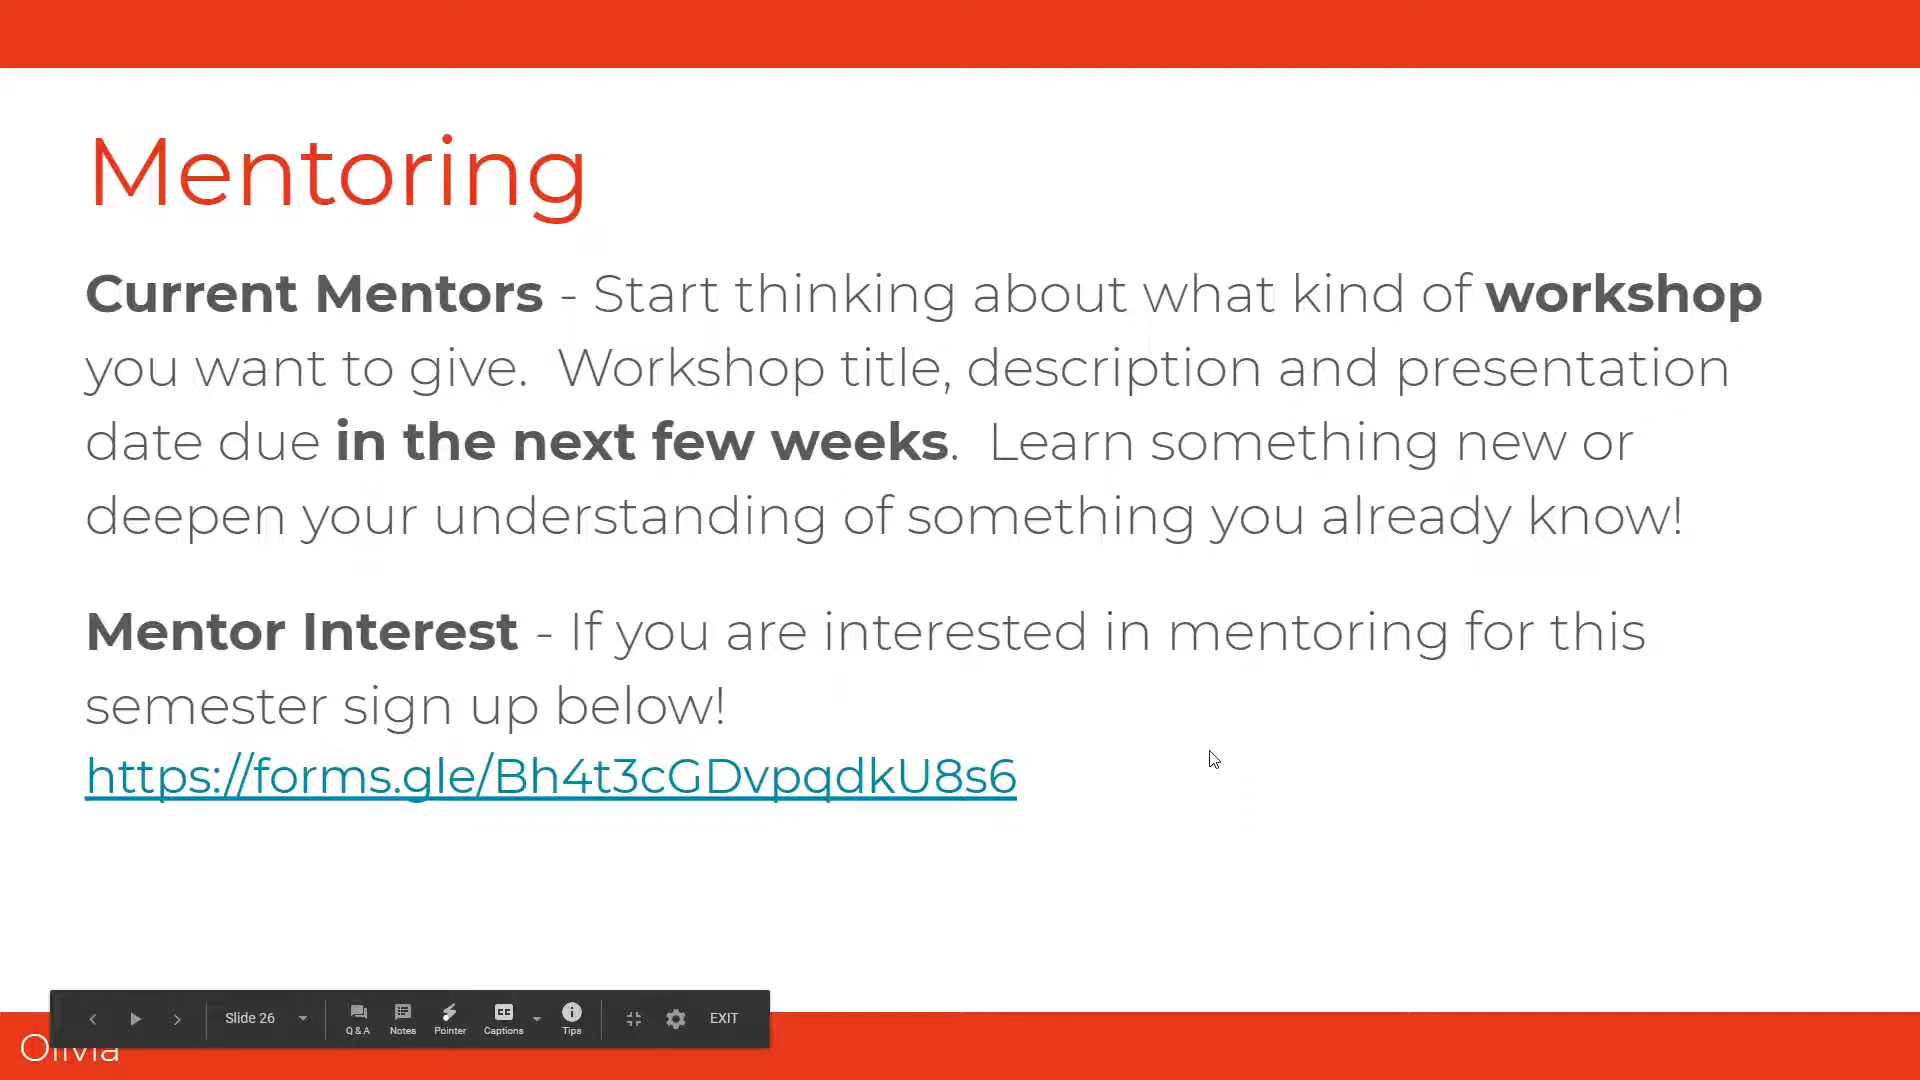 Mentoring
Current Mentors - Start thinking about what kind of workshop
you want to give.  Workshop title, description and presentation
date due in the next few weeks.  Learn something new or
deepen your understanding of something you already know!
Mentor Interest - If you are interested in mentoring for this
semester sign up below!
https://forms.gle/Bh4t3cGDvpqdkU8s6
Slide 26
Q & A
Notes
Pointer
Captions
Tips
EXIT
Olivia